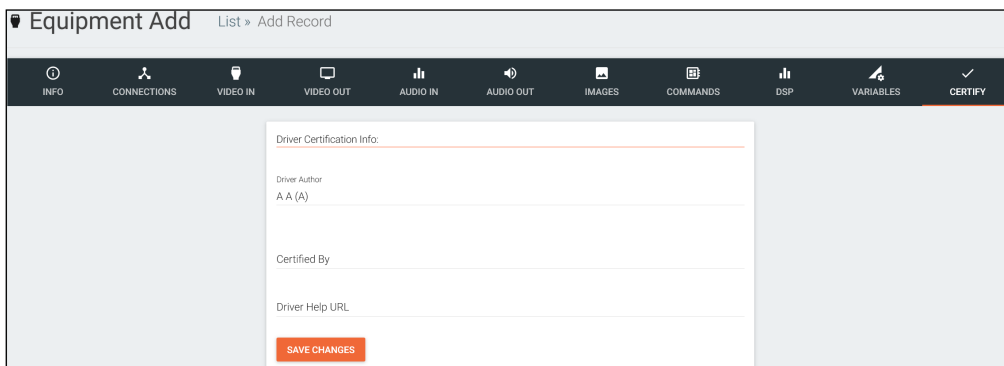 Equipment Add List » Add Record
INFO CONNECTIONS VIDEO IN VIDEO OUT AUDIO IN AUDIO OUT IMAGES COMMANDS DSP VARIABLES CERTIFY
Driver Certification Info:
Driver Author
A A (A)
Certified By
Driver Help URL
SAVE CHANGES